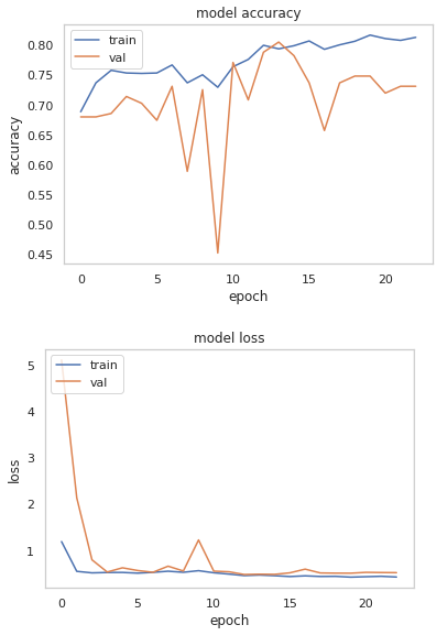 model accuracy
train
val
0.80
0.75
0.70
0.65
0.60
0.55
0.50
0.45
accuracy
0 5 10 15 20
epoch
model loss
train
val
5
4
3
2
1
loss
0 5 10 15 20
epoch